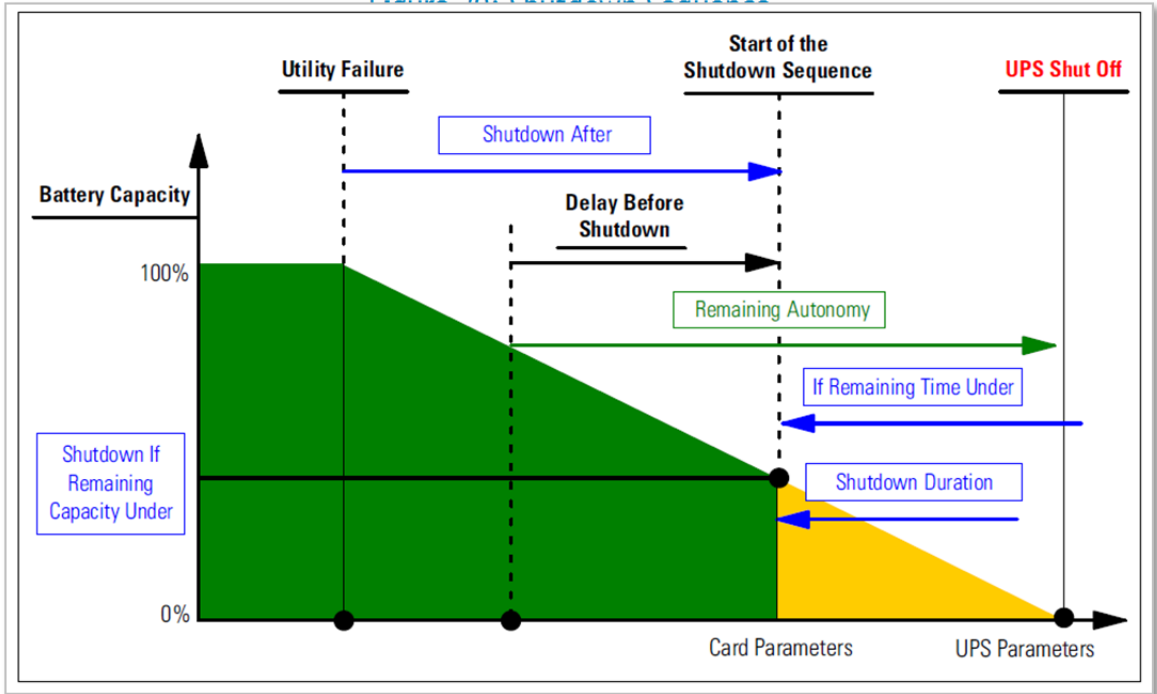 Utility Failure
Start of the
Shutdown Sequence
UPS Shut Off
Shutdown After
Battery Capacity
Delay Before
Shutdown
100%
Remaining Autonomy
If Remaining Time Under
Shutdown If
Remaining
Capacity Under
Shutdown Duration
0%
Card Parameters
UPS Parameters